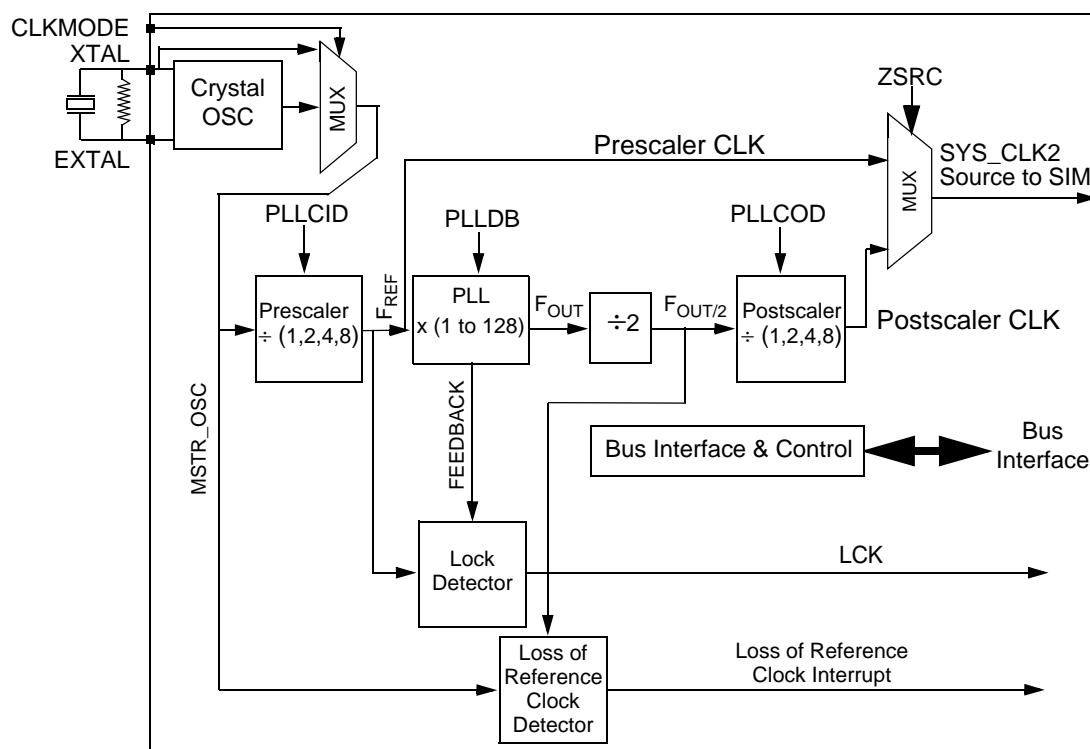 CLKMODE
XTAL
EXTAL
Crystal
OSC
MUX
ZSRC
Prescaler CLK
MUX
SYS_CLK2
Source to SIM
PLLCID
PLLDB
PLLCOD
Prescaler
÷ (1,2,4,8)
FREF
PLL
x (1 to 128)
FOUT
÷2
FOUT/2
Postscaler
÷ (1,2,4,8)
Postscaler CLK
MSTR_OSC
FEEDBACK
Bus Interface & Control
Bus
Interface
Lock
Detector
LCK
Loss of
Reference
Clock
Detector
Loss of Reference
Clock Interrupt